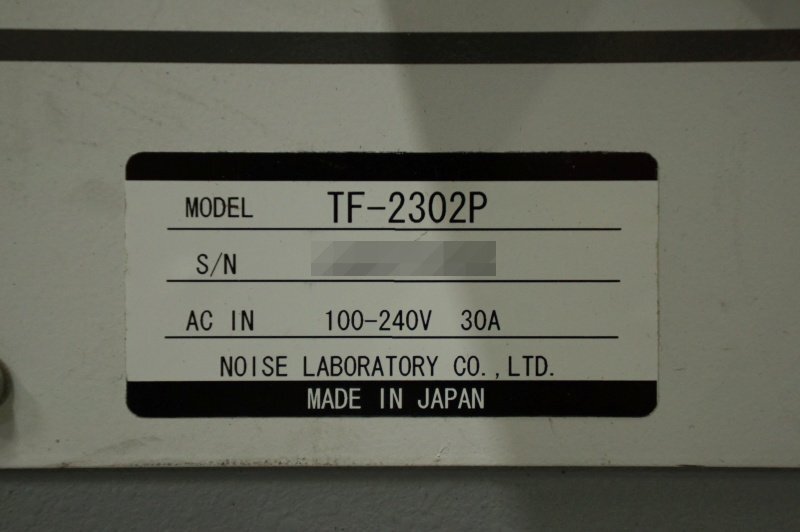 MODEL TF-2302P
S/N
AC IN 100-240V 30A
NOISE LABORATORY CO.,LTD.
MADE IN JAPAN